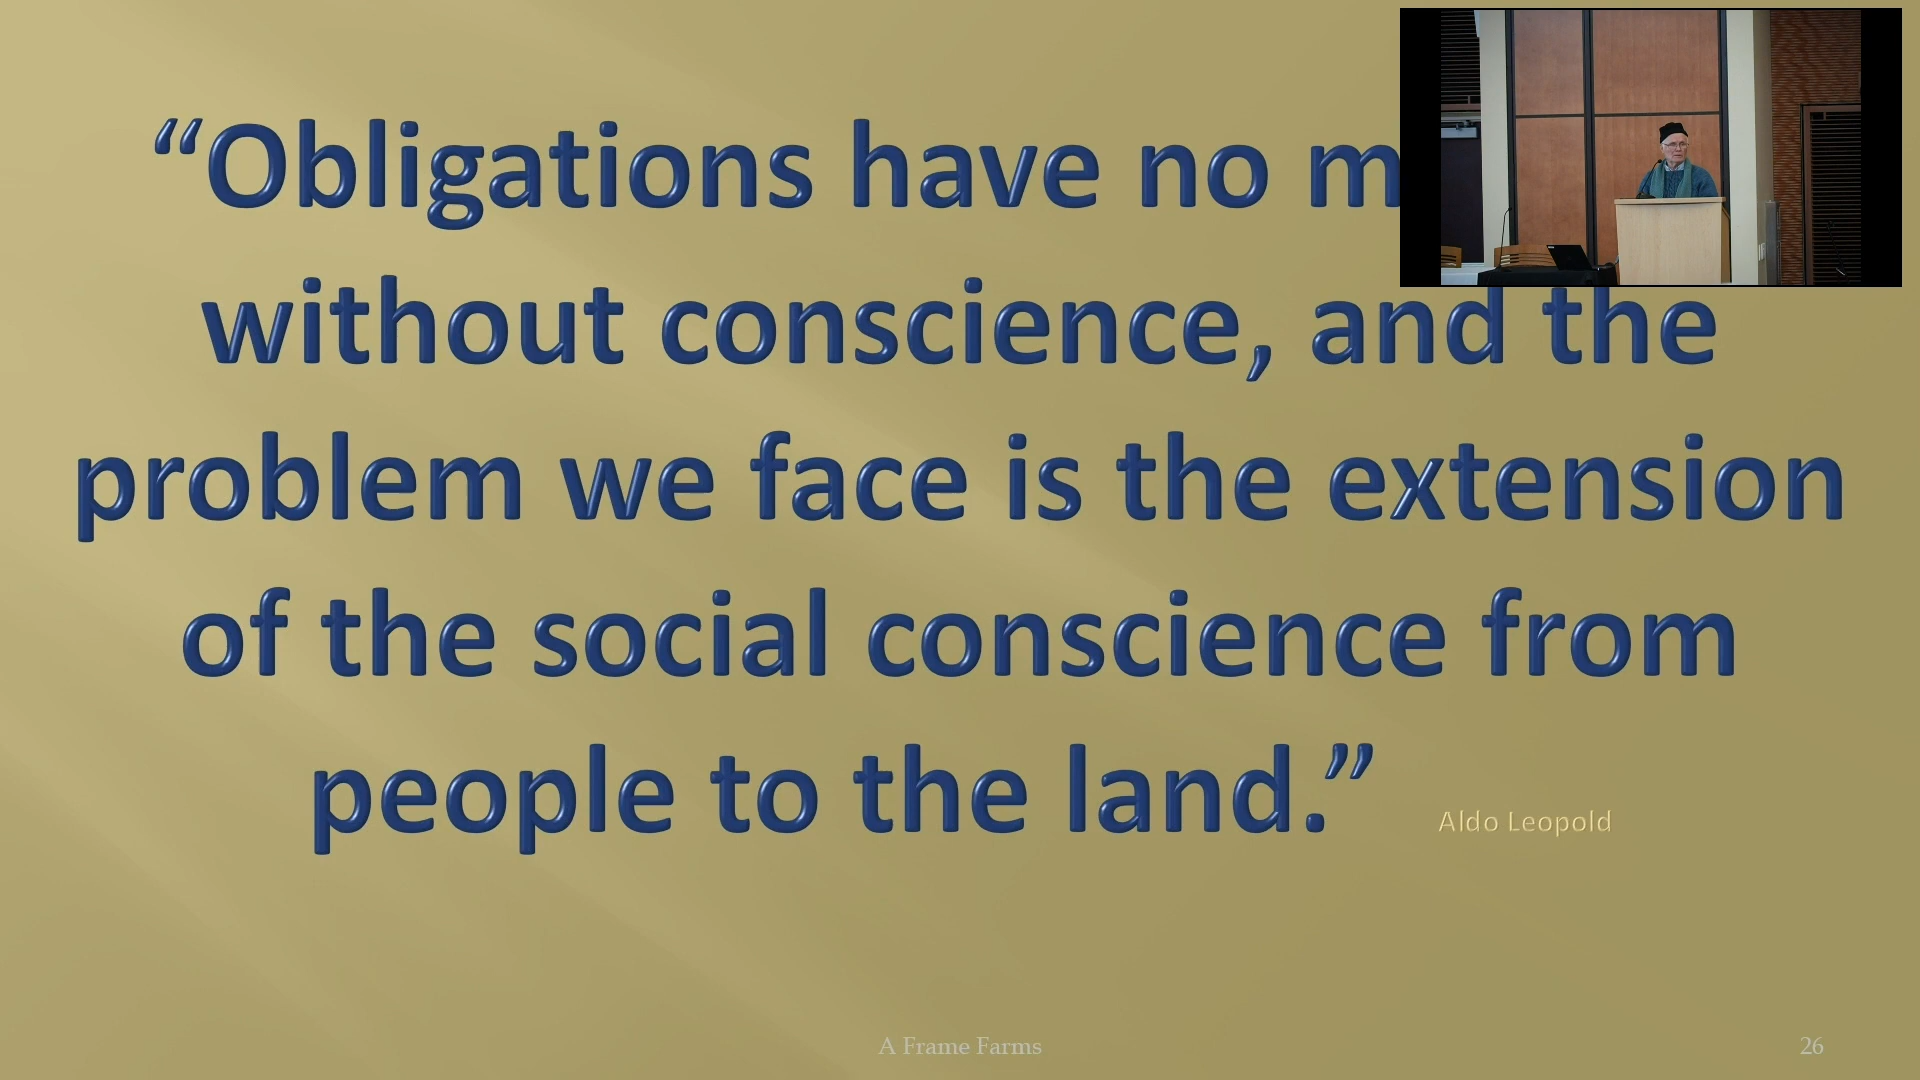 “Obligations have no
without conscience, and the
problem we face is the extension
of the social conscience from
people to the land.”
Aldo Leopold
A Frame Farms
26